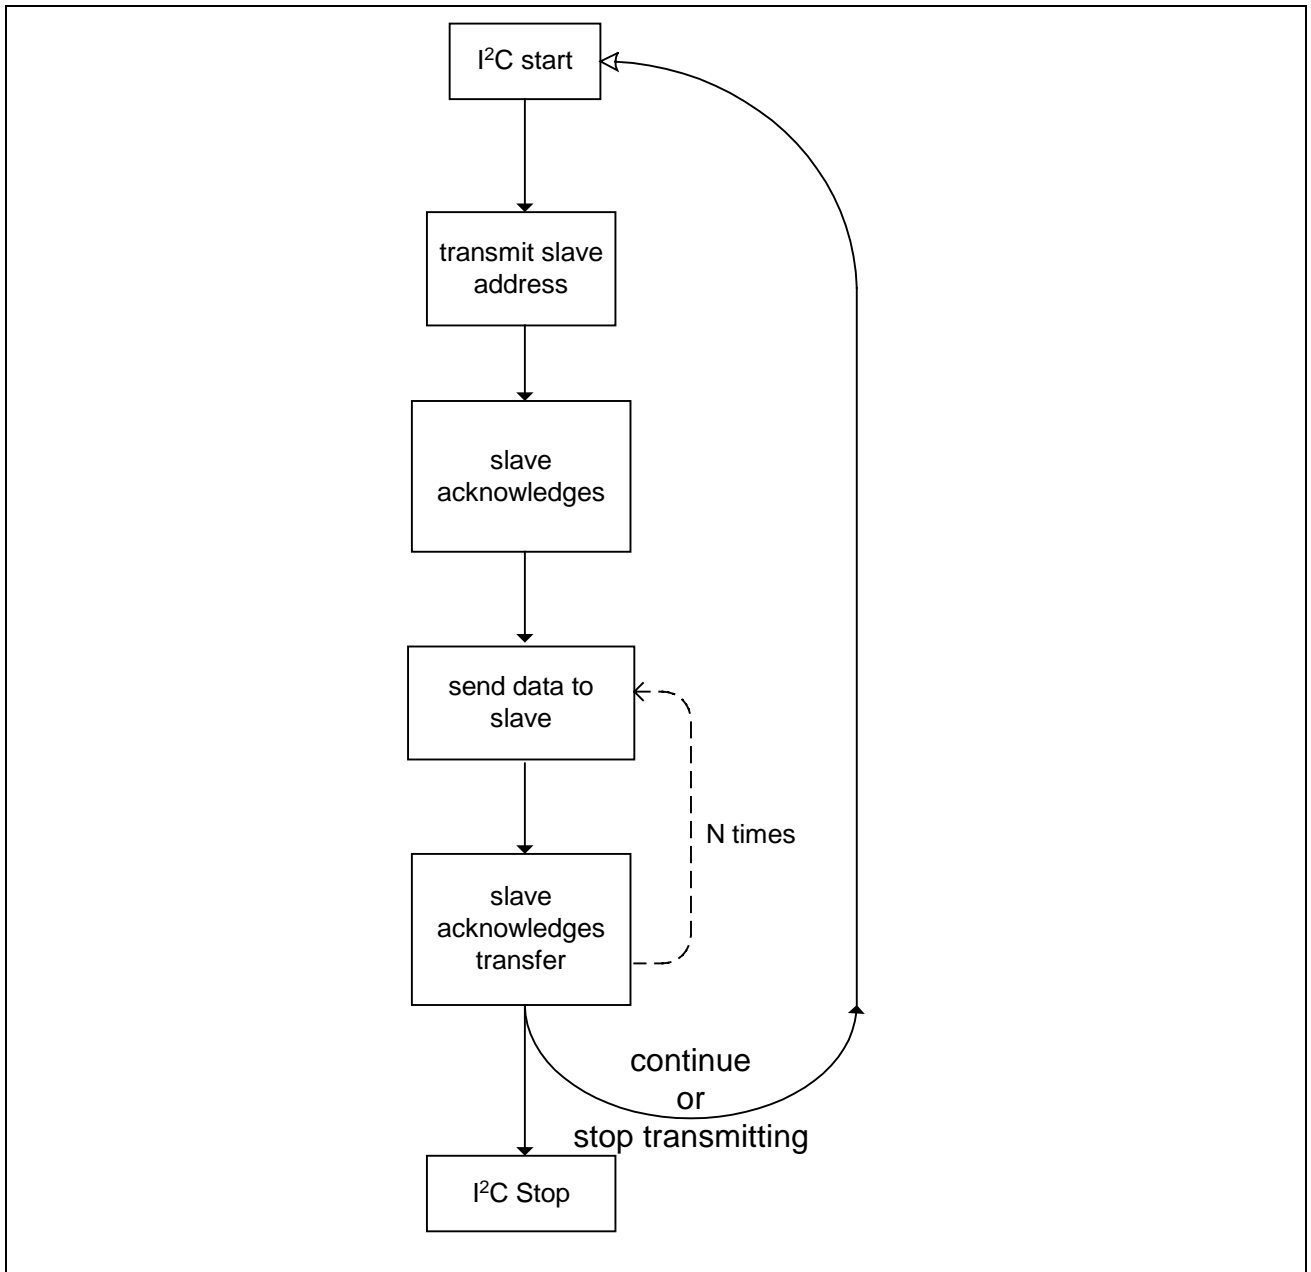 I²C start
transmit slave
address
slave
acknowledges
send data to
slave
N times
slave
acknowledges
transfer
continue
or
stop transmitting
I²C Stop